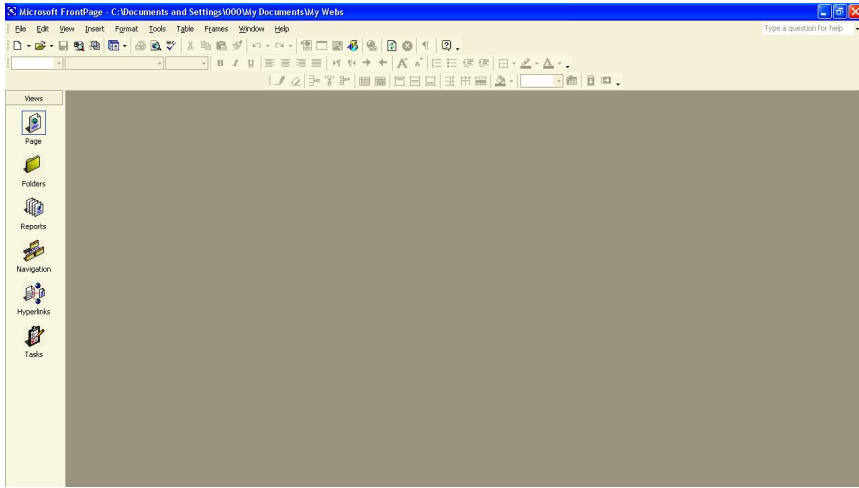 Microsoft FrontPage - C:\Documents and Settings\000\My Documents\My Webs
File Edit View Insert Format Tools Table Frames Window Help
Type a question for help
Views
Page
Folders
Reports
Navigation
Hyperlinks
Tasks